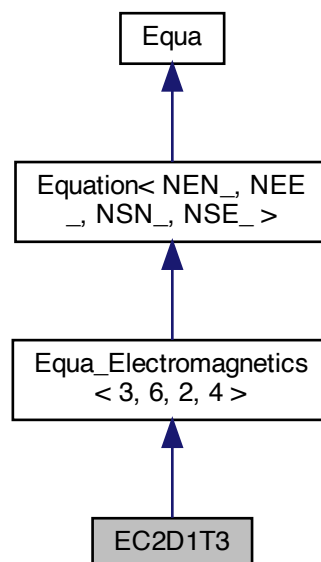 Equa
Equation< NEN_, NEE
_, NSN_, NSE_ >
Equa_Electromagnetics
< 3, 6, 2, 4 >
EC2D1T3